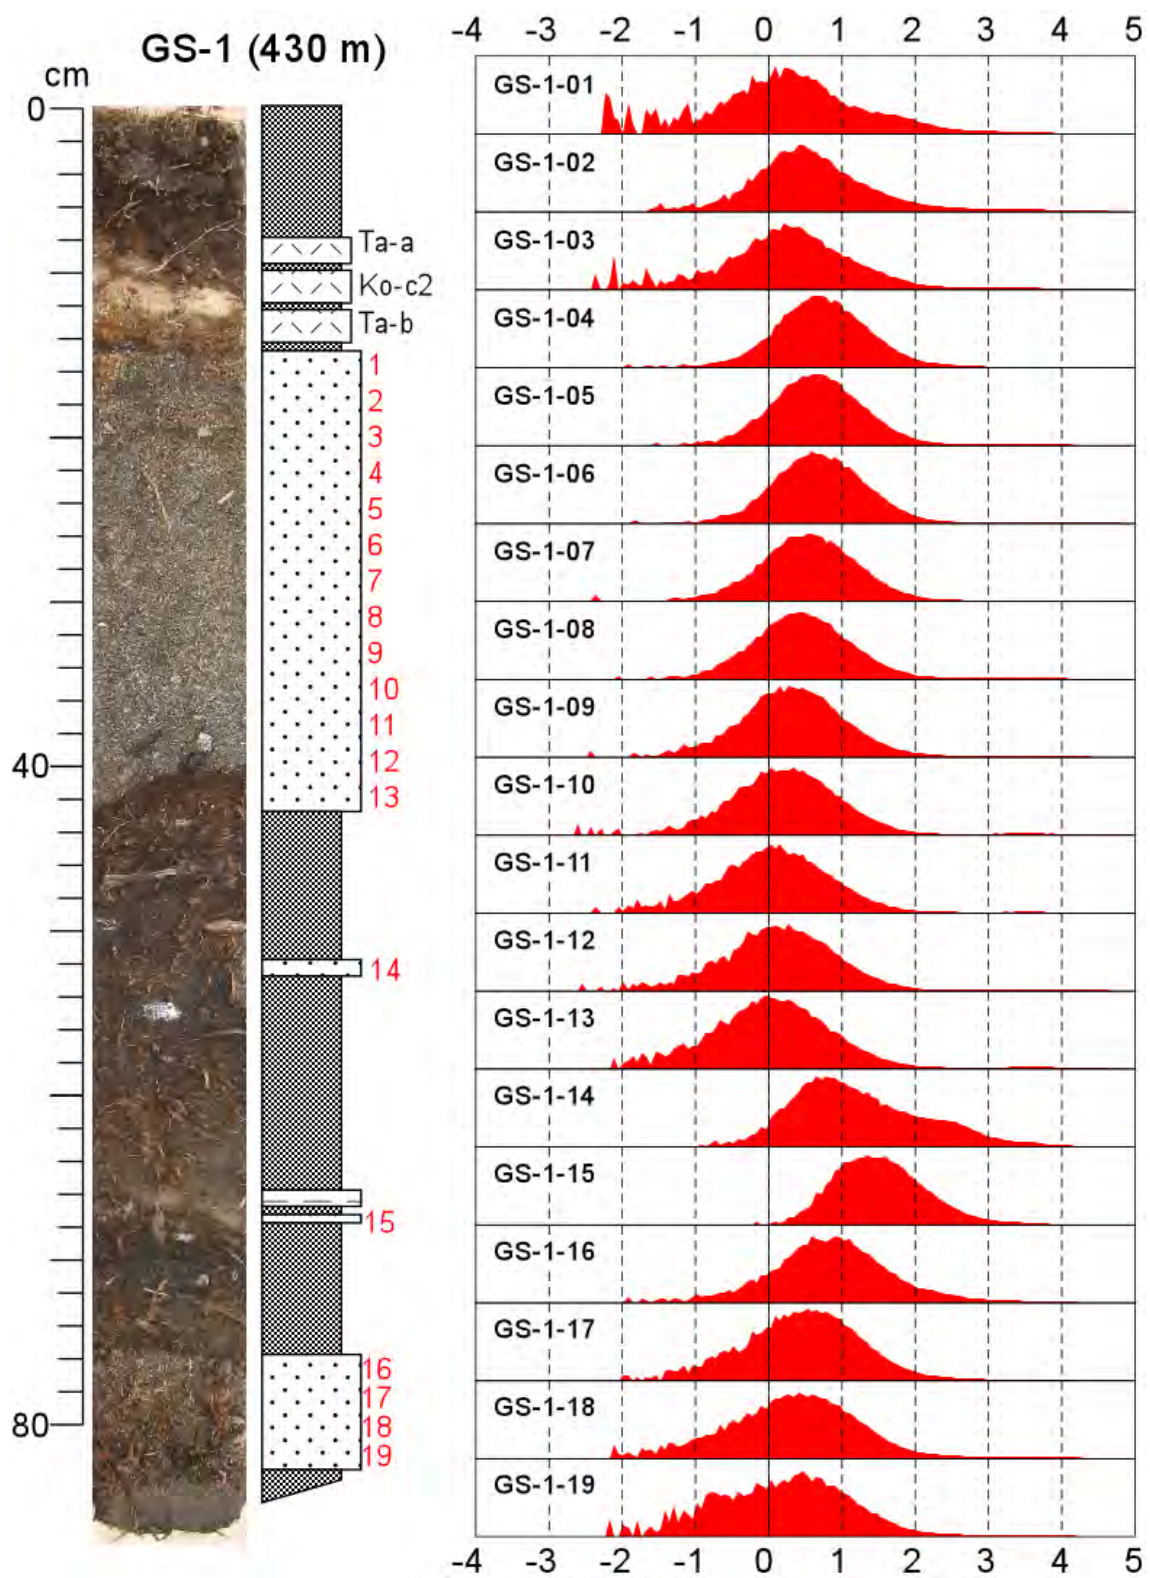 GS-1 (430 m)
cm
0
40
80
Ta-a
Ko-c2
Ta-b
1
2
3
4
5
6
7
8
9
10
11
12
13
14
15
16
17
18
19
-4 -3 -2 -1 0 1 2 3 4 5
GS-1-01
GS-1-02
GS-1-03
GS-1-04
GS-1-05
GS-1-06
GS-1-07
GS-1-08
GS-1-09
GS-1-10
GS-1-11
GS-1-12
GS-1-13
GS-1-14
GS-1-15
GS-1-16
GS-1-17
GS-1-18
GS-1-19
-4 -3 -2 -1 0 1 2 3 4 5